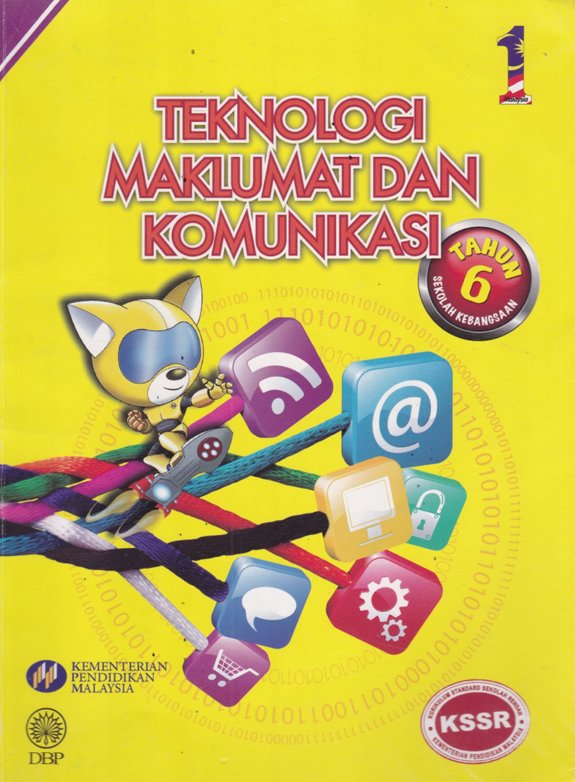 1
Malaysia
TEKNOLOGI
MAKLUMAT DAN
KOMUNIKASI
TAHUN
6
SEKOLAH KEBANGSAAN
@
KEMENTERIAN
PENDIDIKAN
MALAYSIA
DBP
KURIKULUM STANDARD SEKOLAH RENDAH
KSSR
KEMENTERIAN PENDIDIKAN MALAYSIA